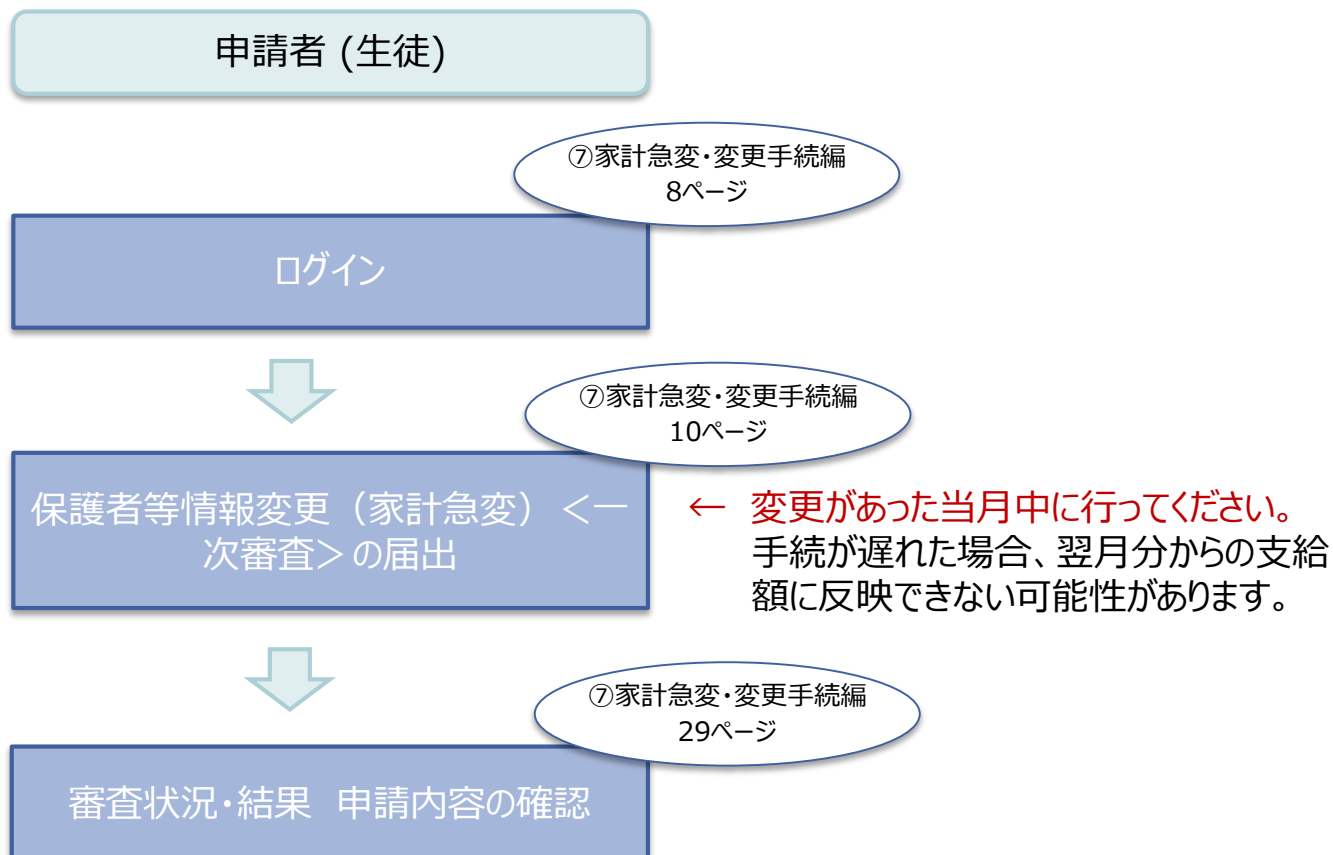 申請者 (生徒)
⑦家計急変・変更手続編
8ページ
ログイン
⑦家計急変・変更手続編
10ページ
保護者等情報変更（家計急変）＜一
次審査＞の届出
← 変更があった当月中に行ってください。
手続が遅れた場合、翌月分からの支給
額に反映できない可能性があります。
⑦家計急変・変更手続編
29ページ
審査状況・結果　申請内容の確認